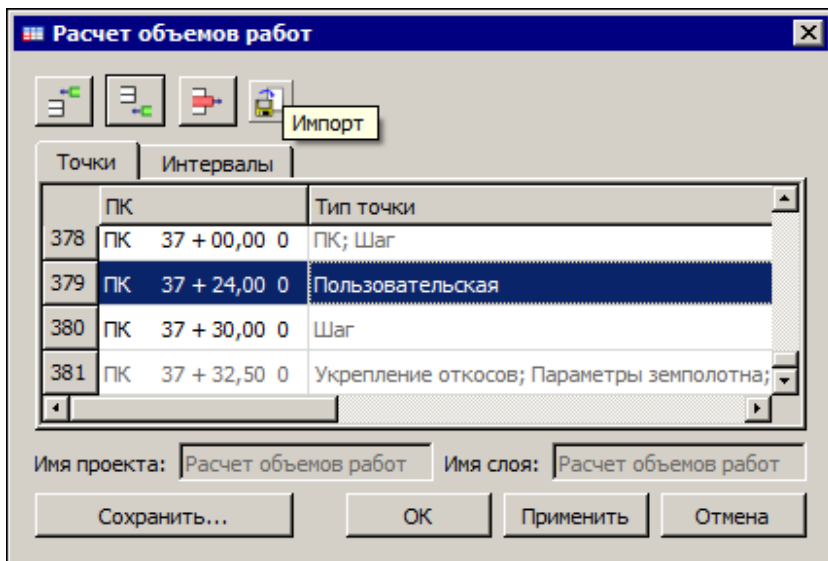 Расчет объемов работ
Импорт
Точки Интервалы
ПК Тип точки
378 ПК 37 + 00,00 0 ПК; Шаг
379 ПК 37 + 24,00 0 Пользовательская
380 ПК 37 + 30,00 0 Шаг
381 ПК 37 + 32,50 0 Укрепление откосов; Параметры земполотна;
Имя проекта: Расчет объемов работ Имя слоя: Расчет объемов работ
Сохранить... ОК Применить Отмена